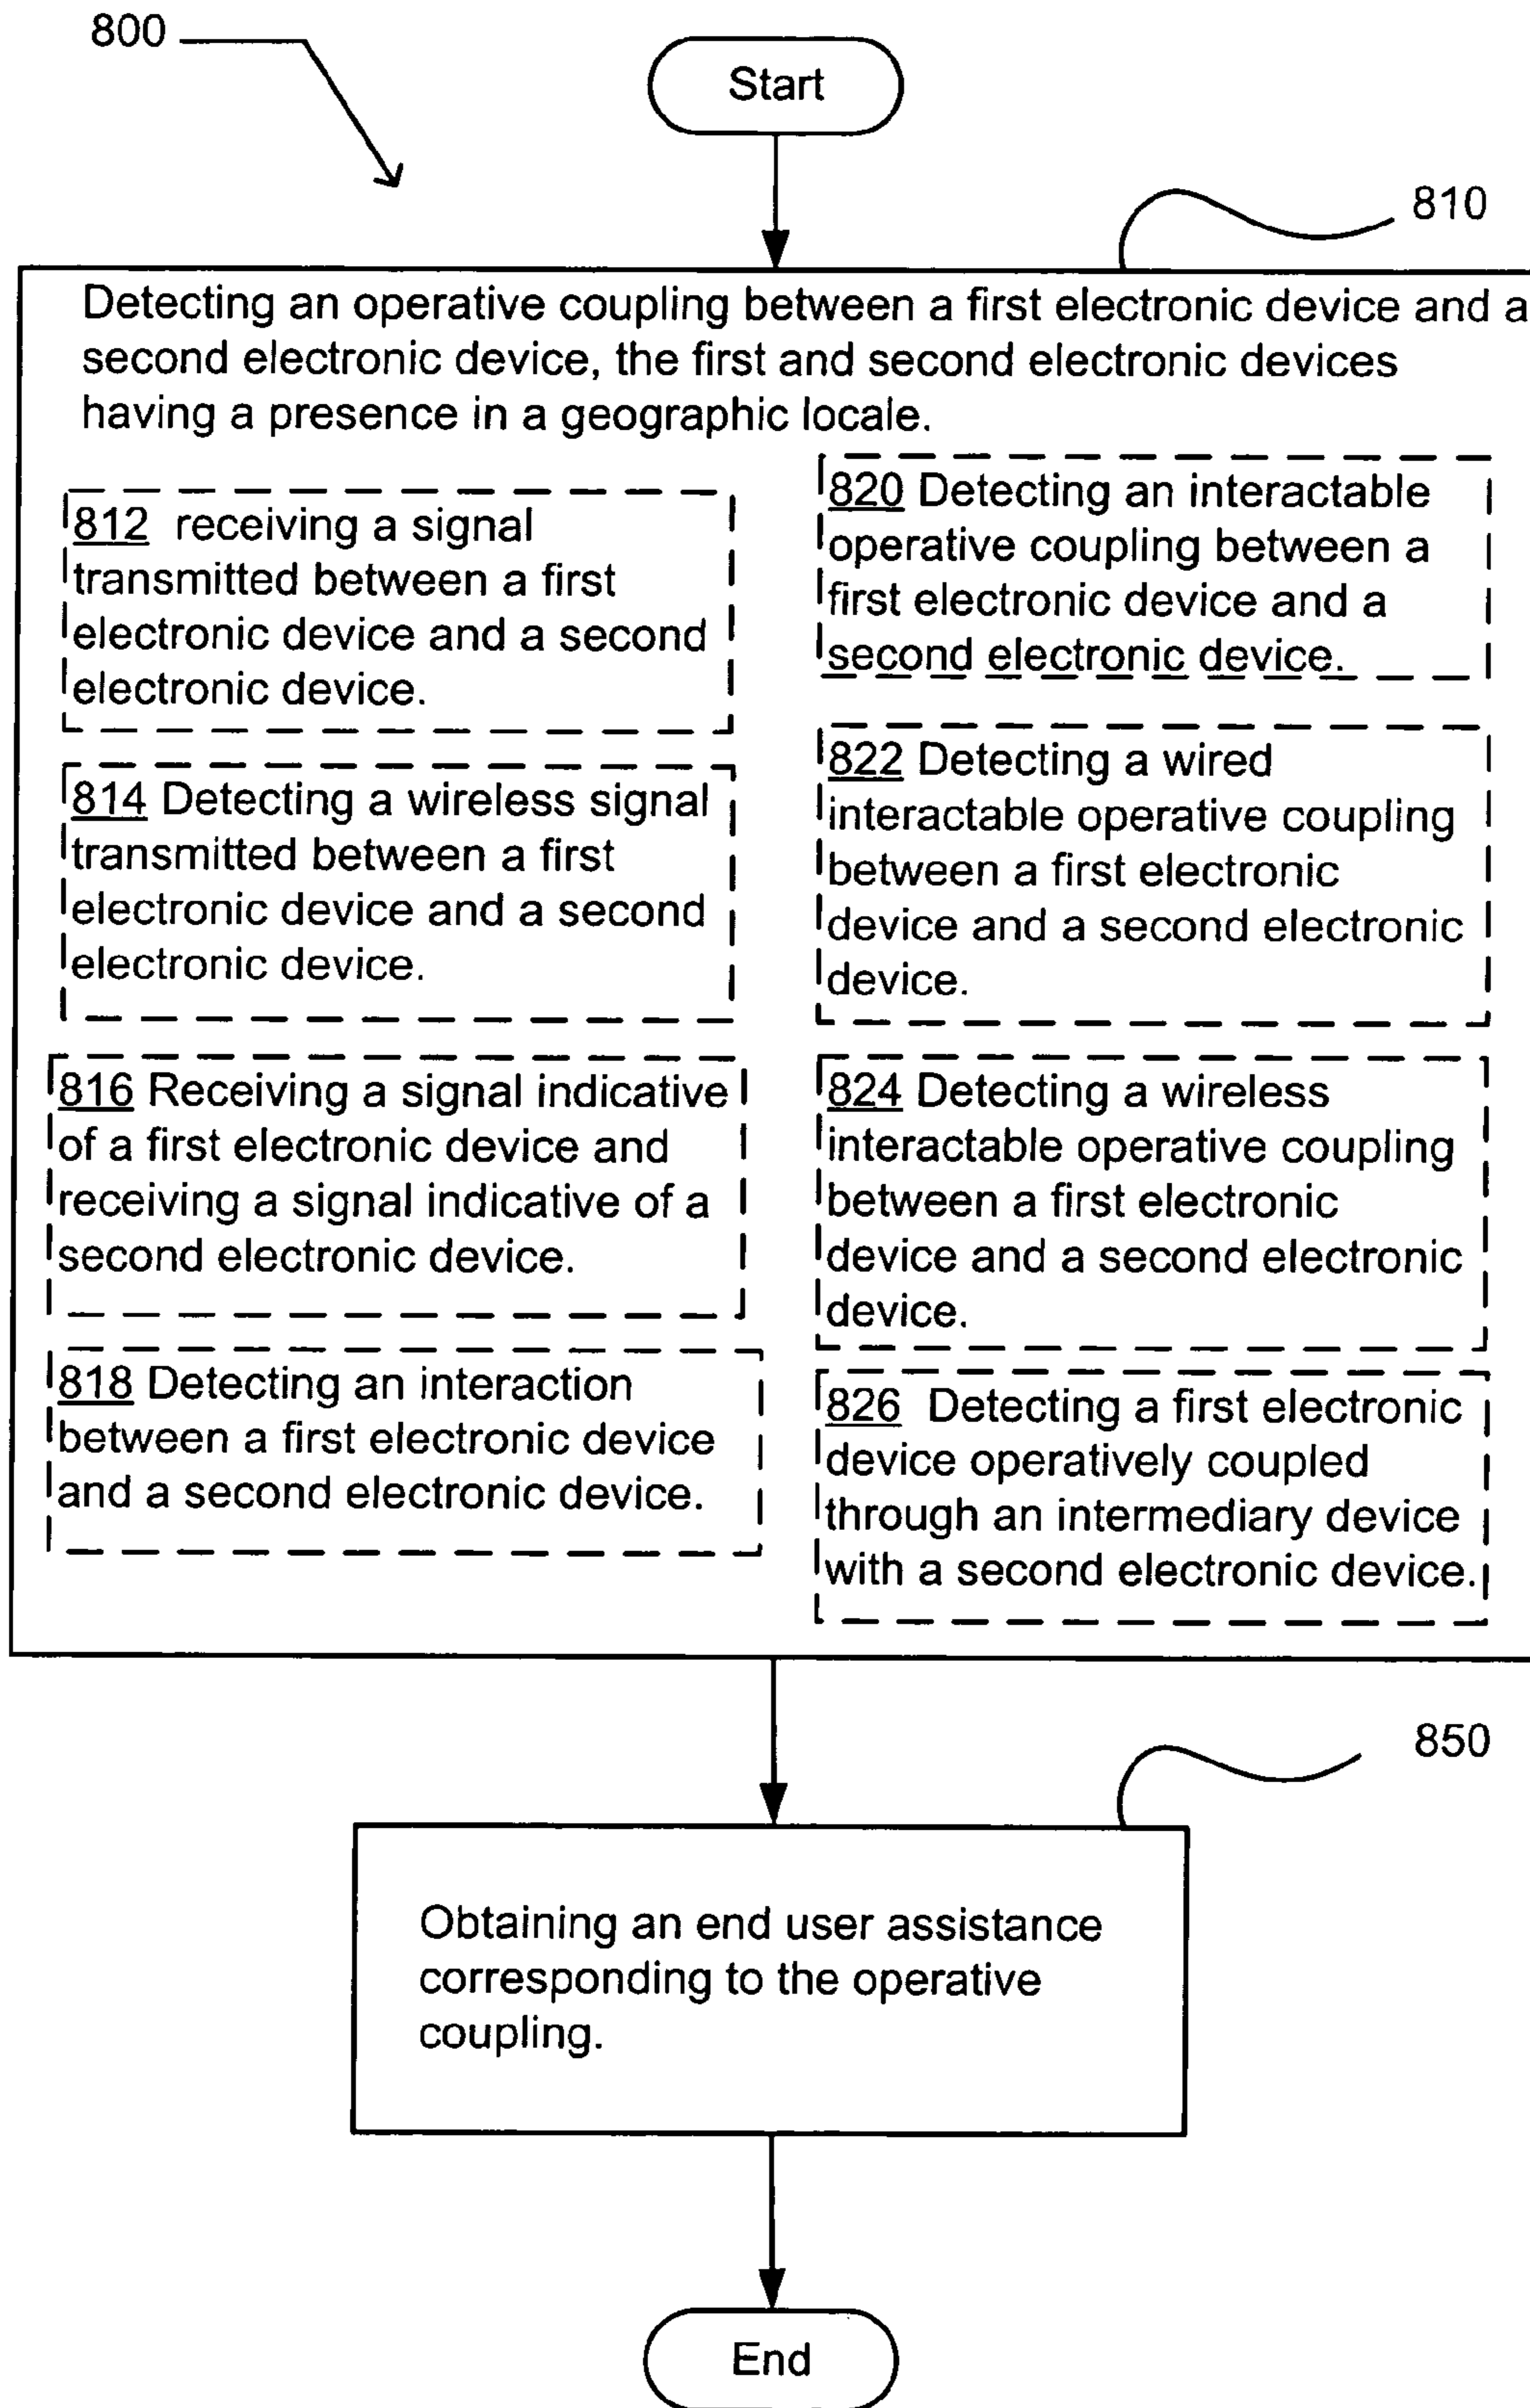 800
Start
810
Detecting an operative coupling between a first electronic device and a
second electronic device, the first and second electronic devices
having a presence in a geographic locale.
812 receiving a signal
transmitted between a first
electronic device and a second
electronic device.
814 Detecting a wireless signal
transmitted between a first
electronic device and a second
electronic device.
816 Receiving a signal indicative
of a first electronic device and
receiving a signal indicative of a
second electronic device.
818 Detecting an interaction
between a first electronic device
and a second electronic device.
820 Detecting an interactable
operative coupling between a
first electronic device and a
second electronic device.
822 Detecting a wired
interactable operative coupling
between a first electronic
device and a second electronic
device.
824 Detecting a wireless
interactable operative coupling
between a first electronic
device and a second electronic
device.
826 Detecting a first electronic
device operatively coupled
through an intermediary device
with a second electronic device.
850
Obtaining an end user assistance
corresponding to the operative
coupling.
End